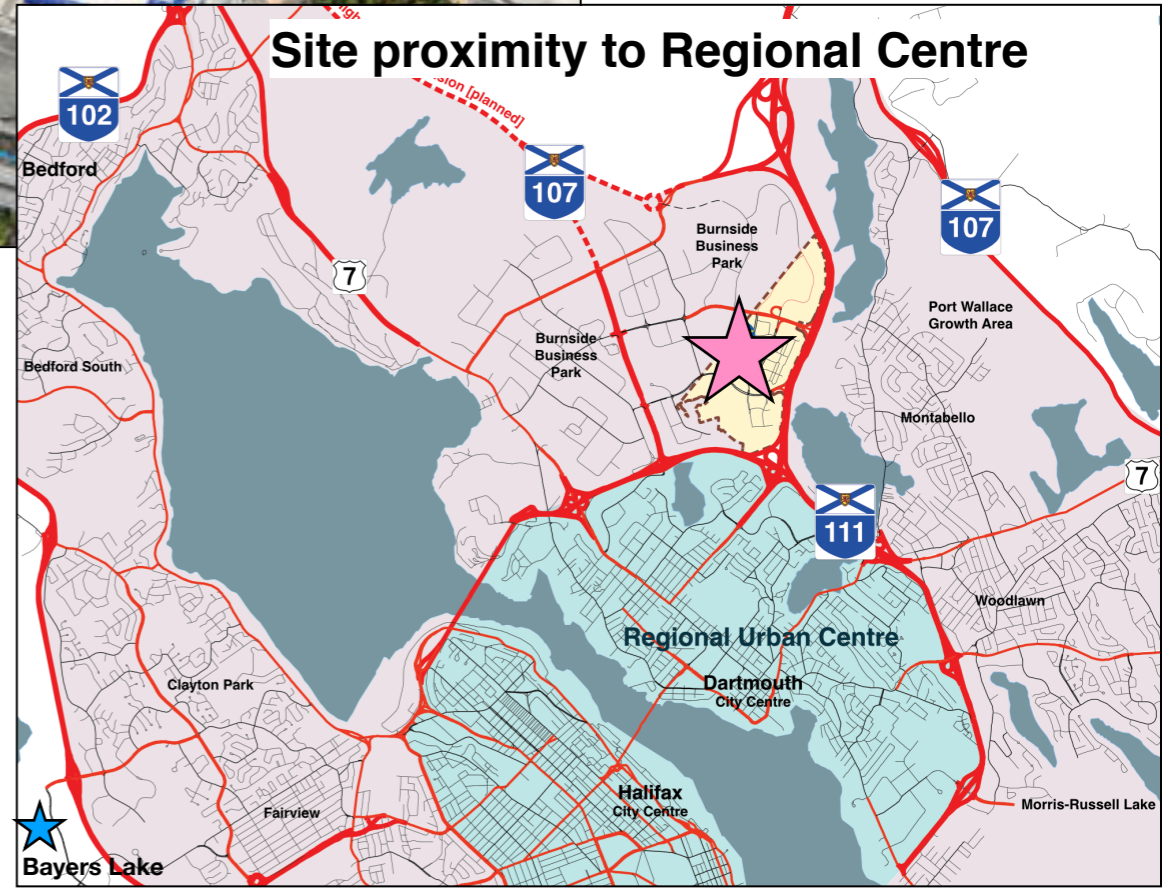 Site proximity to Regional Centre
[planned]
102
Bedford
107
107
Burnside
Business
Park
7
Port Wallace
Growth Area
Burnside
Business
Park
Bedford South
Montabello
7
111
Woodlawn
Regional Urban Centre
Clayton Park
Dartmouth
City Centre
Halifax
City Centre
Morris-Russell Lake
Fairview
Bayers Lake